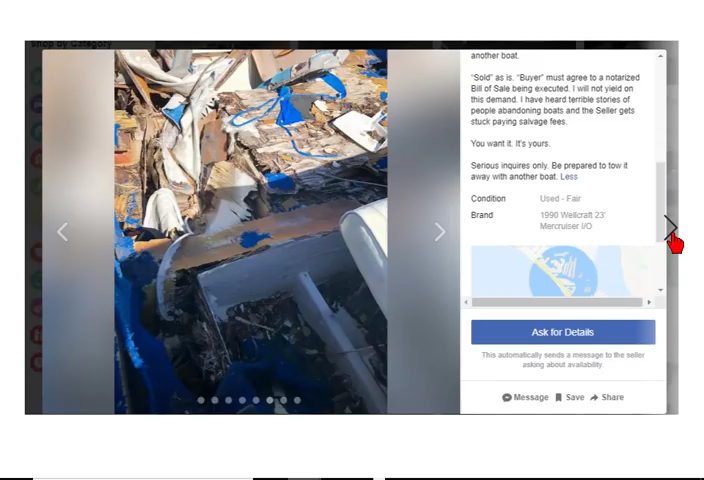 Shop by Category
another boat.
"Sold" as is. "Buyer" must agree to a notarized
Bill of Sale being executed. I will not yield on
this demand. I have heard terrible stories of
people abandoning boats and the Seller gets
stuck paying salvage fees.
You want it. It's yours.
Serious inquires only. Be prepared to tow it
away with another boat. Less
Condition Used - Fair
Brand 1990 Wellcraft 23'
Mercruiser I/O
Ask for Details
This automatically sends a message to the seller
asking about availability.
Message Save Share